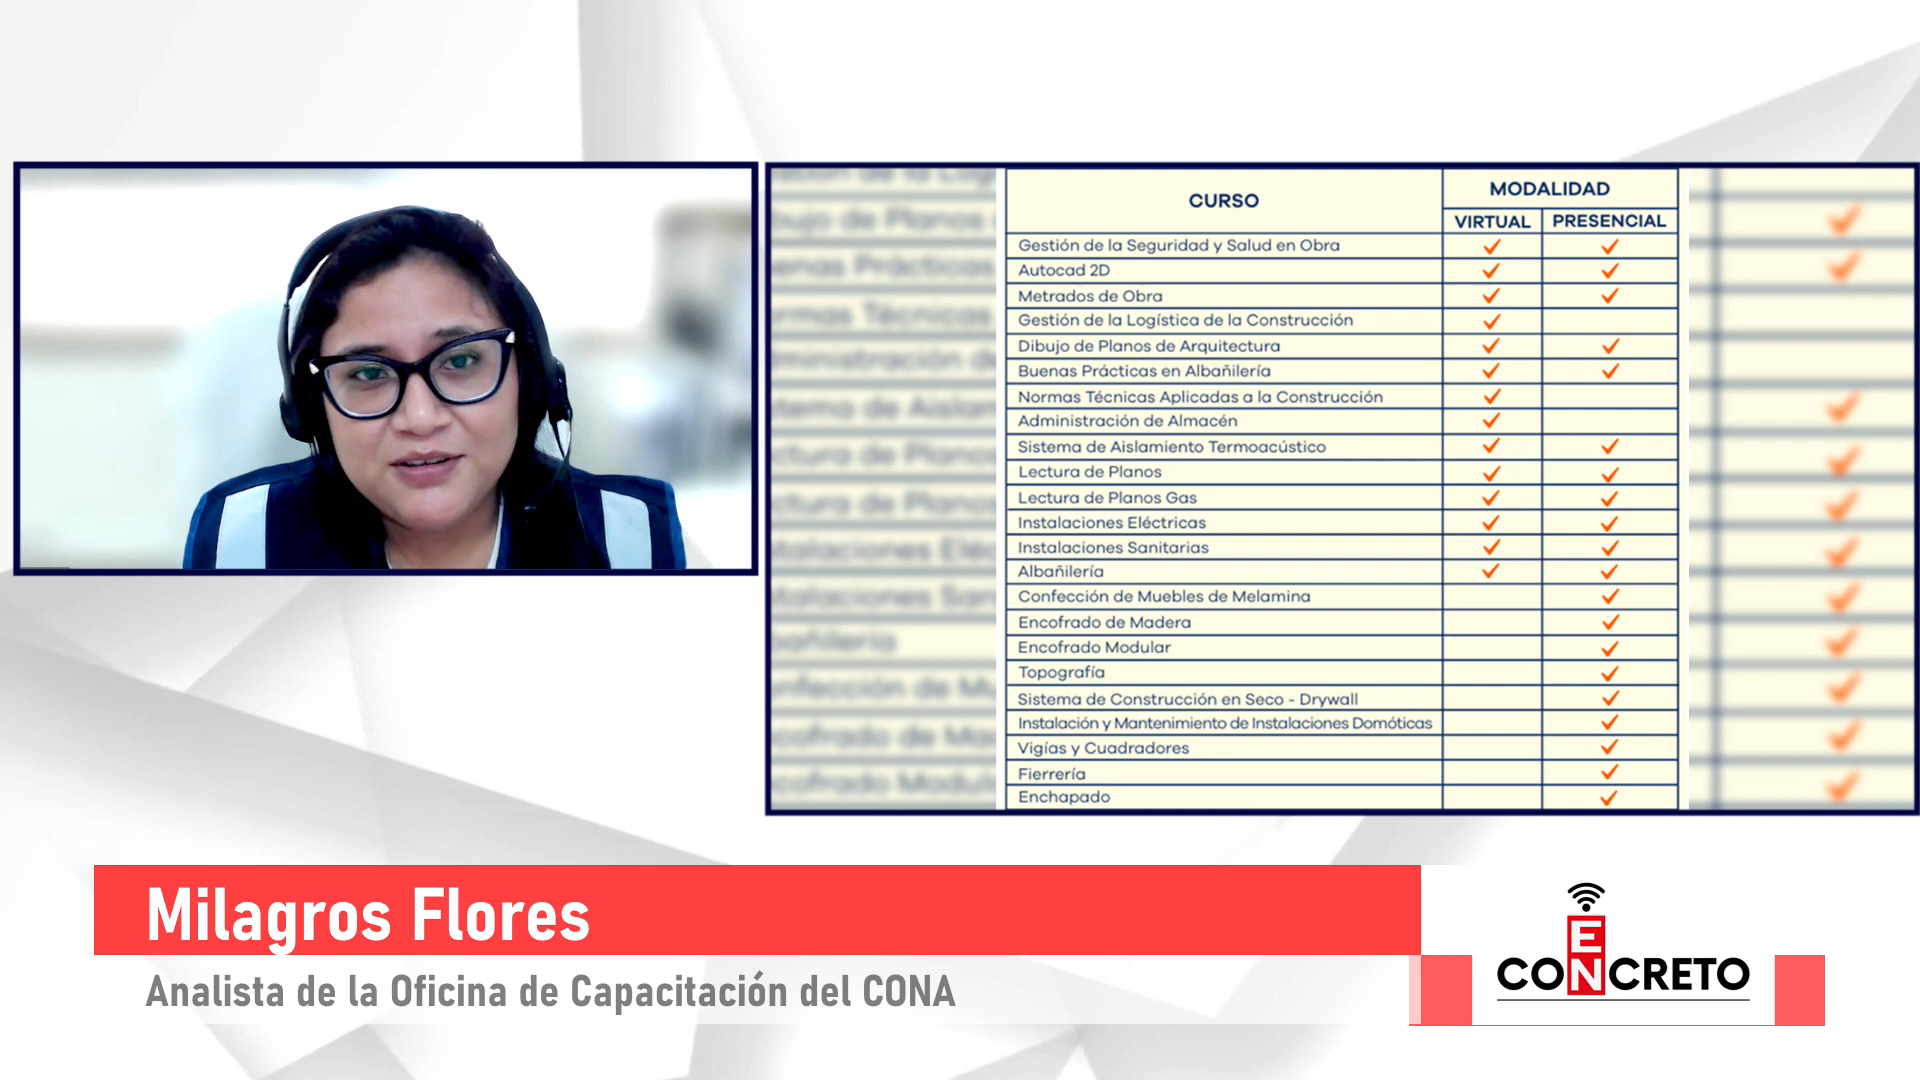 CURSO
MODALIDAD
VIRTUAL PRESENCIAL
Gestión de la Seguridad y Salud en Obra
Autocad 2D
Metrados de Obra
Gestión de la Logística de la Construcción
Dibujo de Planos de Arquitectura
Buenas Prácticas en Albañilería
Normas Técnicas Aplicadas a la Construcción
Administración de Almacén
Sistema de Aislamiento Termoacústico
Lectura de Planos
Lectura de Planos Gas
Instalaciones Eléctricas
Instalaciones Sanitarias
Albañilería
Confección de Muebles de Melamina
Encofrado de Madera
Encofrado Modular
Topografía
Sistema de Construcción en Seco - Drywall
Instalación y Mantenimiento de Instalaciones Domóticas
Vigías y Cuadradores
Fierrería
Enchapado
Milagros Flores
Analista de la Oficina de Capacitación del CONA
EN
CONCRETO